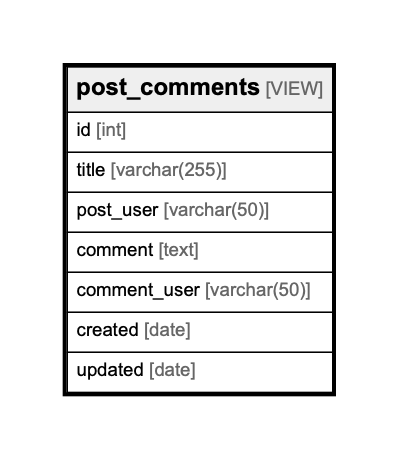 post_comments [VIEW]
id [int]
title [varchar(255)]
post_user [varchar(50)]
comment [text]
comment_user [varchar(50)]
created [date]
updated [date]